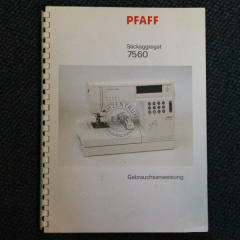 PFAFF
Stickaggregat
7560
Gebrauchsanweisung